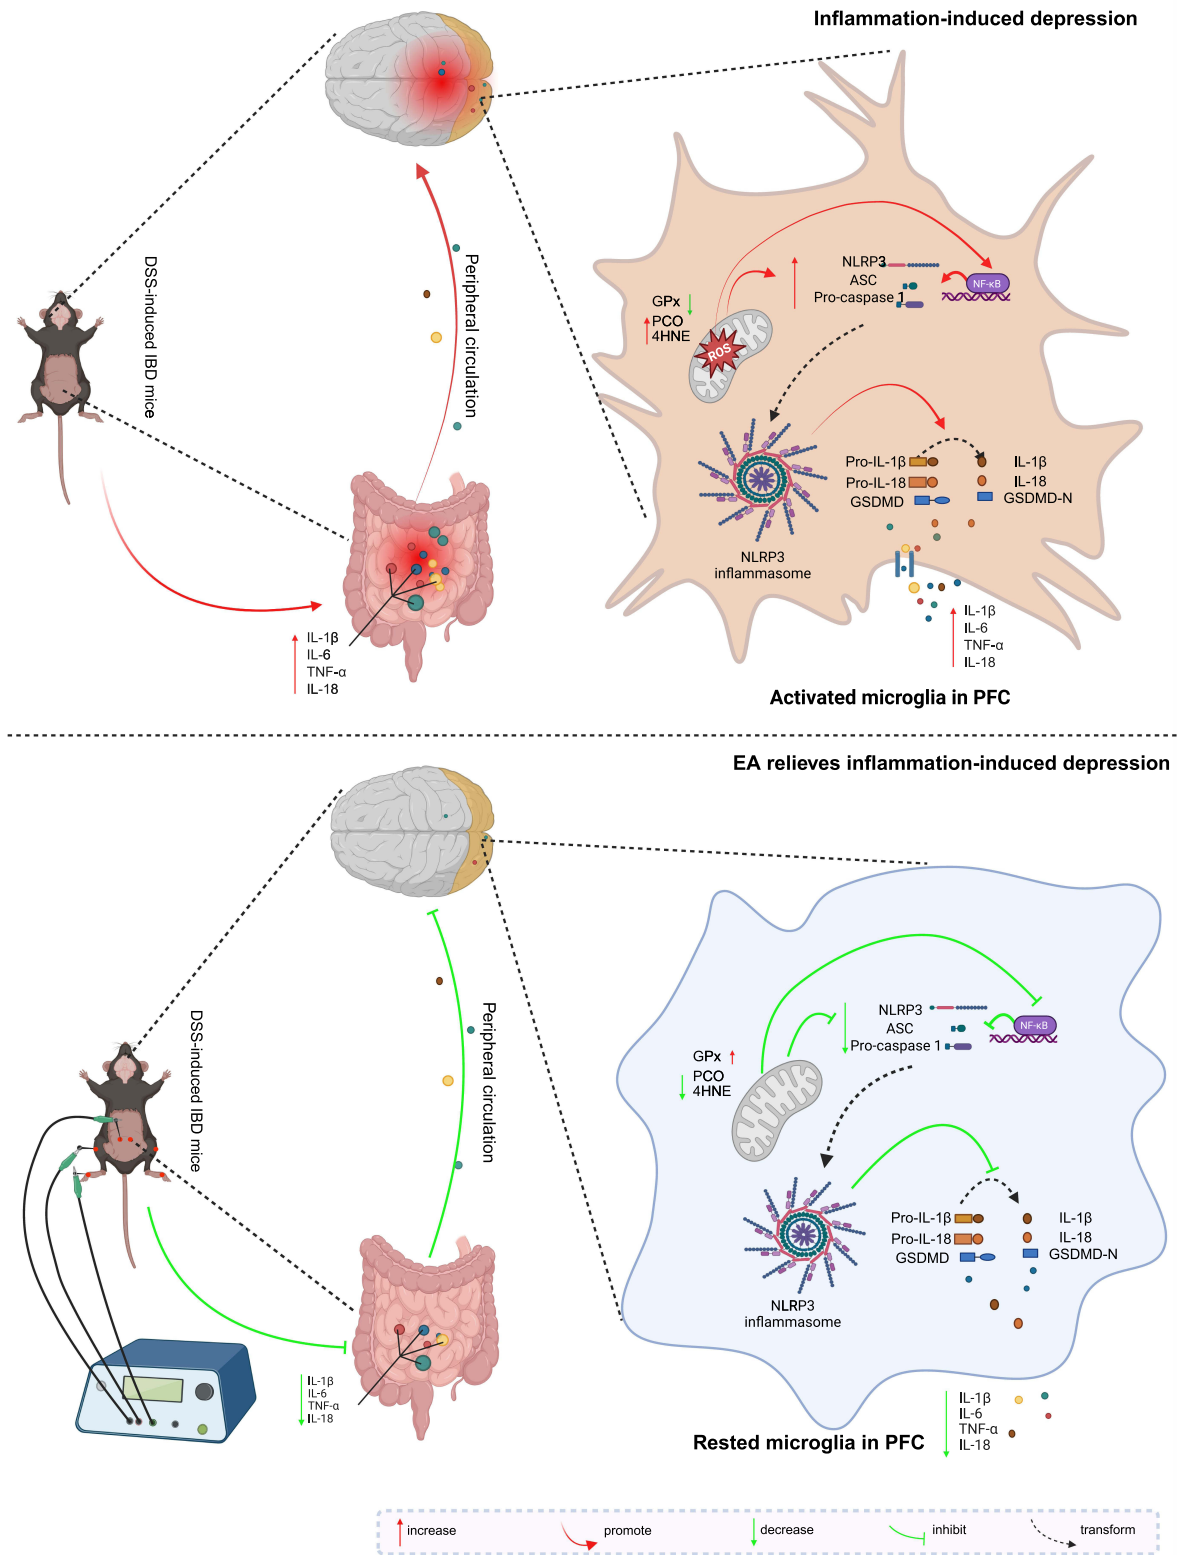 Inflammation-induced depression
DSS-induced IBD mice
Peripheral circulation
NLRP3
ASC
Pro-caspase 1
NF-κB
GPx
PCO
4HNE
ROS
Pro-IL-1β
Pro-IL-18
GSDMD
IL-1β
IL-18
GSDMD-N
NLRP3
inflammasome
IL-1β
IL-6
TNF-α
IL-18
IL-1β
IL-6
TNF-α
IL-18
Activated microglia in PFC
EA relieves inflammation-induced depression
DSS-induced IBD mice
Peripheral circulation
NLRP3
ASC
Pro-caspase 1
NF-κB
GPx
PCO
4HNE
Pro-IL-1β
Pro-IL-18
GSDMD
IL-1β
IL-18
GSDMD-N
NLRP3
inflammasome
IL-1β
IL-6
TNF-α
IL-18
IL-1β
IL-6
TNF-α
IL-18
Rested microglia in PFC
increase
promote
decrease
inhibit
transform